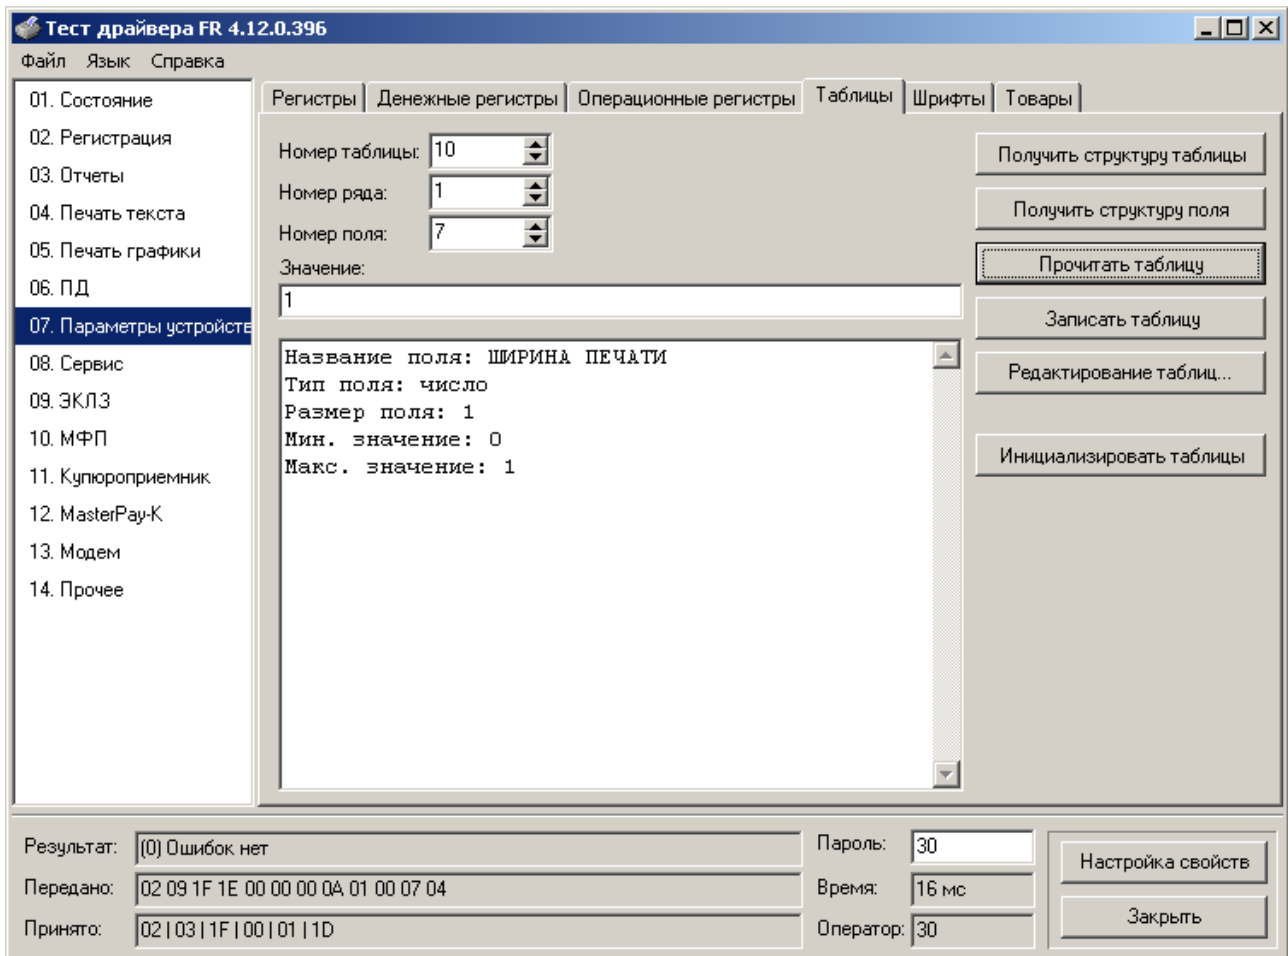 Тест драйвера FR 4.12.0.396
Файл Язык Справка
01. Состояние
02. Регистрация
03. Отчеты
04. Печать текста
05. Печать графики
06. ПД
07. Параметры устройств
08. Сервис
09. ЭКЛЗ
10. МФП
11. Купюроприемник
12. MasterPay-K
13. Модем
14. Прочее
Регистры Денежные регистры Операционные регистры Таблицы Шрифты Товары
Номер таблицы: 10
Номер ряда: 1
Номер поля: 7
Значение:
1
Название поля: ШИРИНА ПЕЧАТИ
Тип поля: число
Размер поля: 1
Мин. значение: 0
Макс. значение: 1
Получить структуру таблицы
Получить структуру поля
Прочитать таблицу
Записать таблицу
Редактирование таблиц...
Инициализировать таблицы
Результат: (0) Ошибок нет
Передано: 02 09 1F 1E 00 00 00 0A 01 00 07 04
Принято: 02 | 03 | 1F | 00 | 01 | 1D
Пароль: 30
Время: 16 мс
Оператор: 30
Настройка свойств
Закрыть